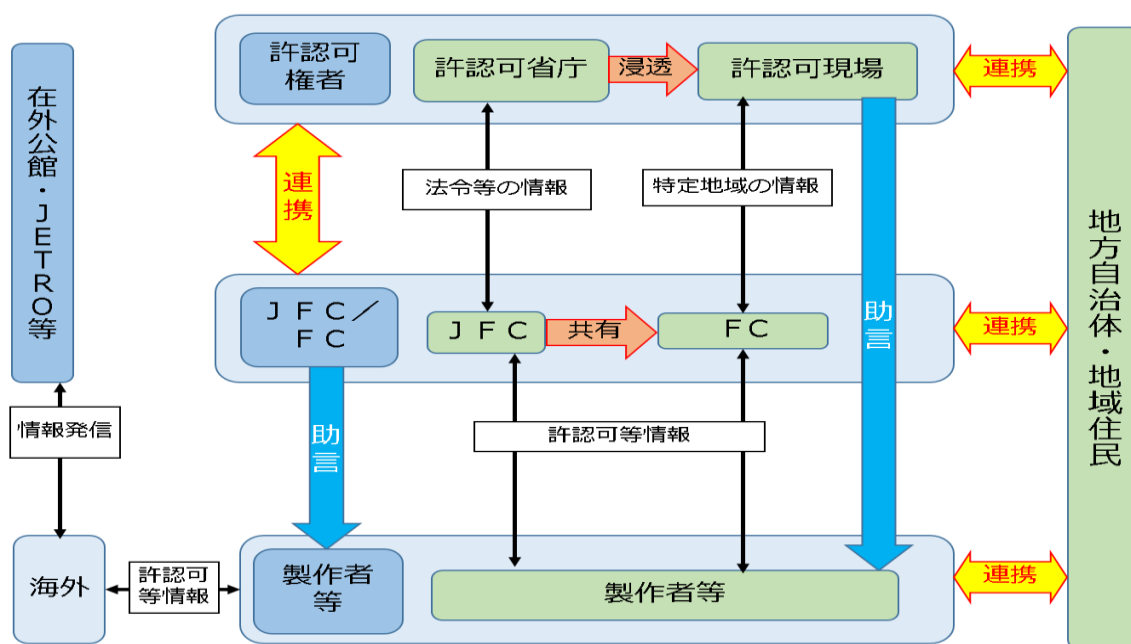 在外公館・JETRO等
許認可
権者
許認可省庁
浸透
許認可現場
連携
連携
法令等の情報
特定地域の情報
地方自治体・地域住民
ＪＦＣ／
ＦＣ
ＪＦＣ
共有
ＦＣ
助言
連携
情報発信
助言
許認可等情報
海外
許認可
等情報
製作者
等
製作者等
連携